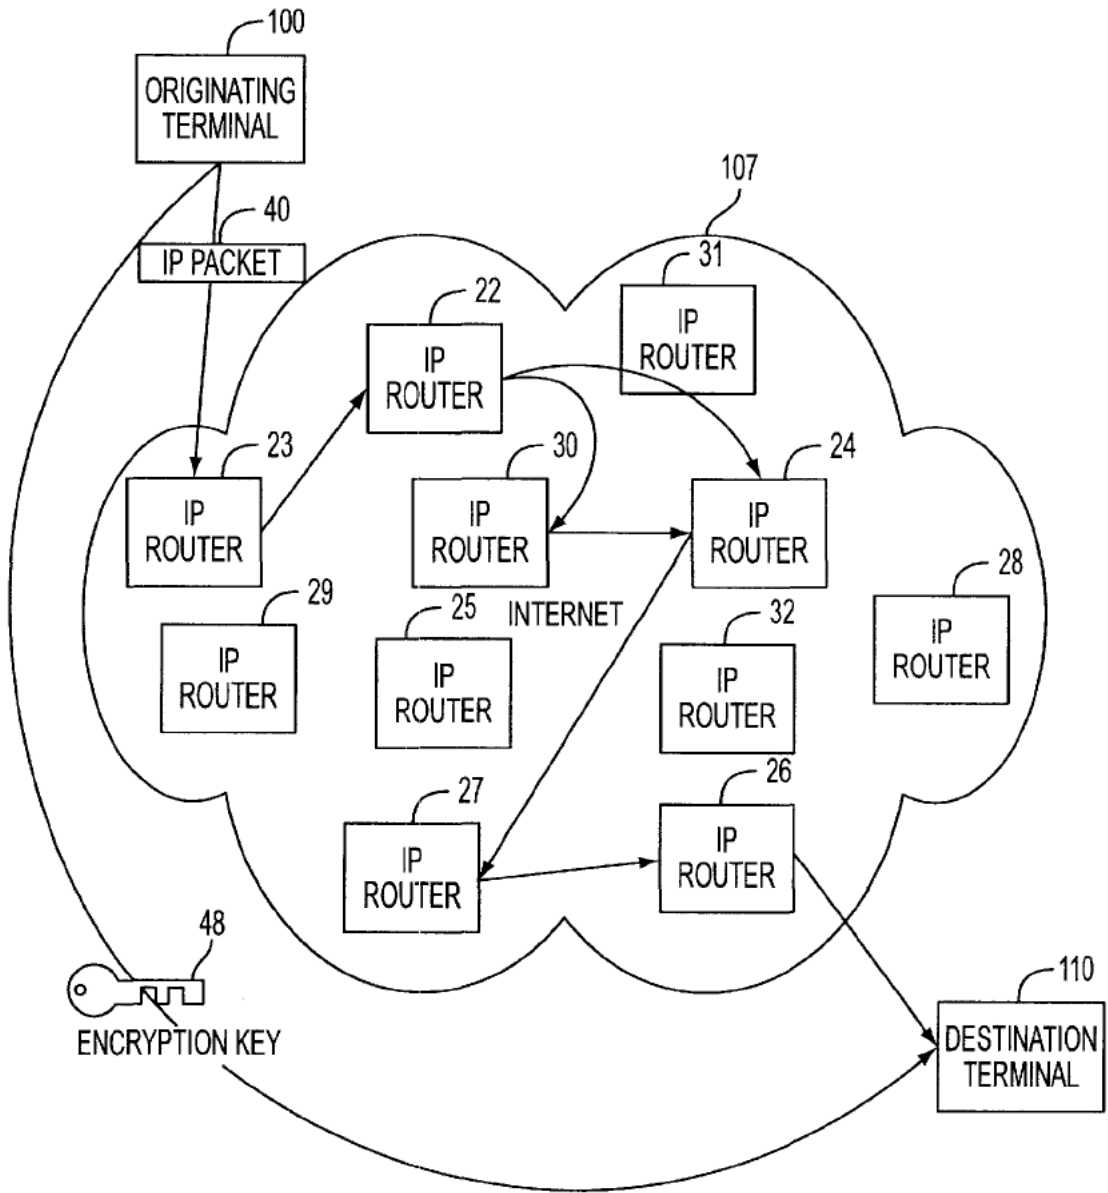 100
ORIGINATING
TERMINAL
107
40
IP PACKET
31
IP
ROUTER
22
IP
ROUTER
23
IP
ROUTER
30
IP
ROUTER
24
IP
ROUTER
28
IP
ROUTER
29
IP
ROUTER
25
IP
ROUTER
INTERNET
32
IP
ROUTER
27
IP
ROUTER
26
IP
ROUTER
48
ENCRYPTION KEY
110
DESTINATION
TERMINAL